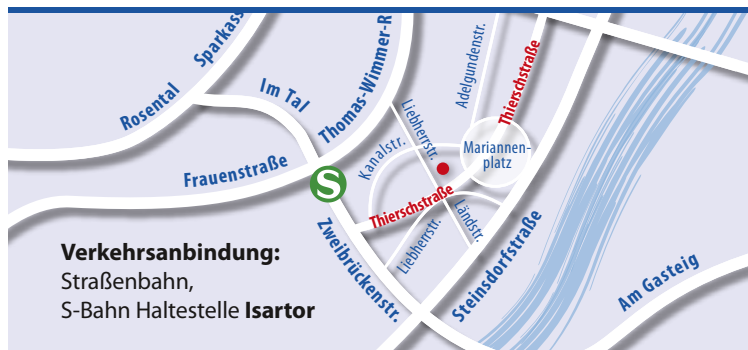 Sparkass
Rosental
Im Tal
Thomas-Wimmer-R
Frauenstraße
S
Adelgundenstr.
Thierschstraße
Liebherrstr.
Kanalstr.
Mariannen-
platz
Thierschstraße
Ländstr.
Liebherrstr.
Zweibrückenstr.
Steinsdorfstraße
Am Gasteig
Verkehrsanbindung:
Straßenbahn,
S-Bahn Haltestelle Isartor